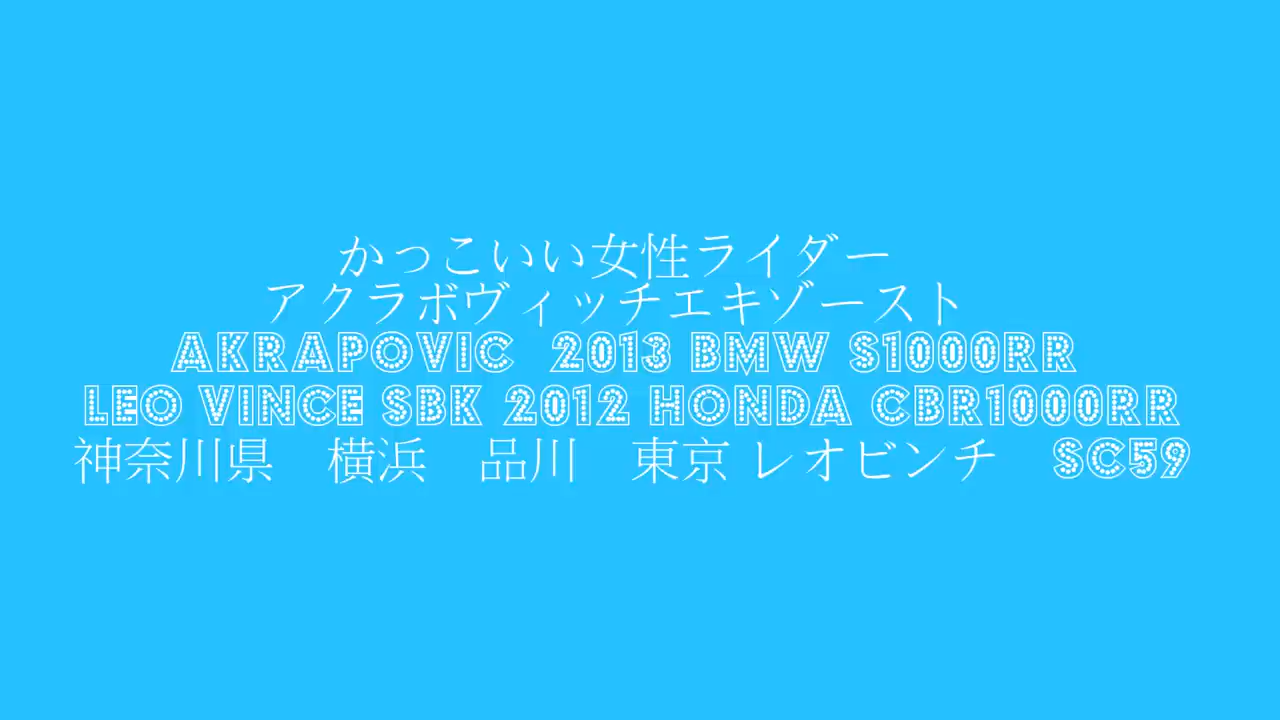 かっこいい女性ライダー
アクラボヴィッチエキゾースト
AKRAPOVIC 2013 BMW S1000RR
LEO VINCE SBK 2012 HONDA CBR1000RR
神奈川県　横浜　品川　東京 レオビンチ　SC59